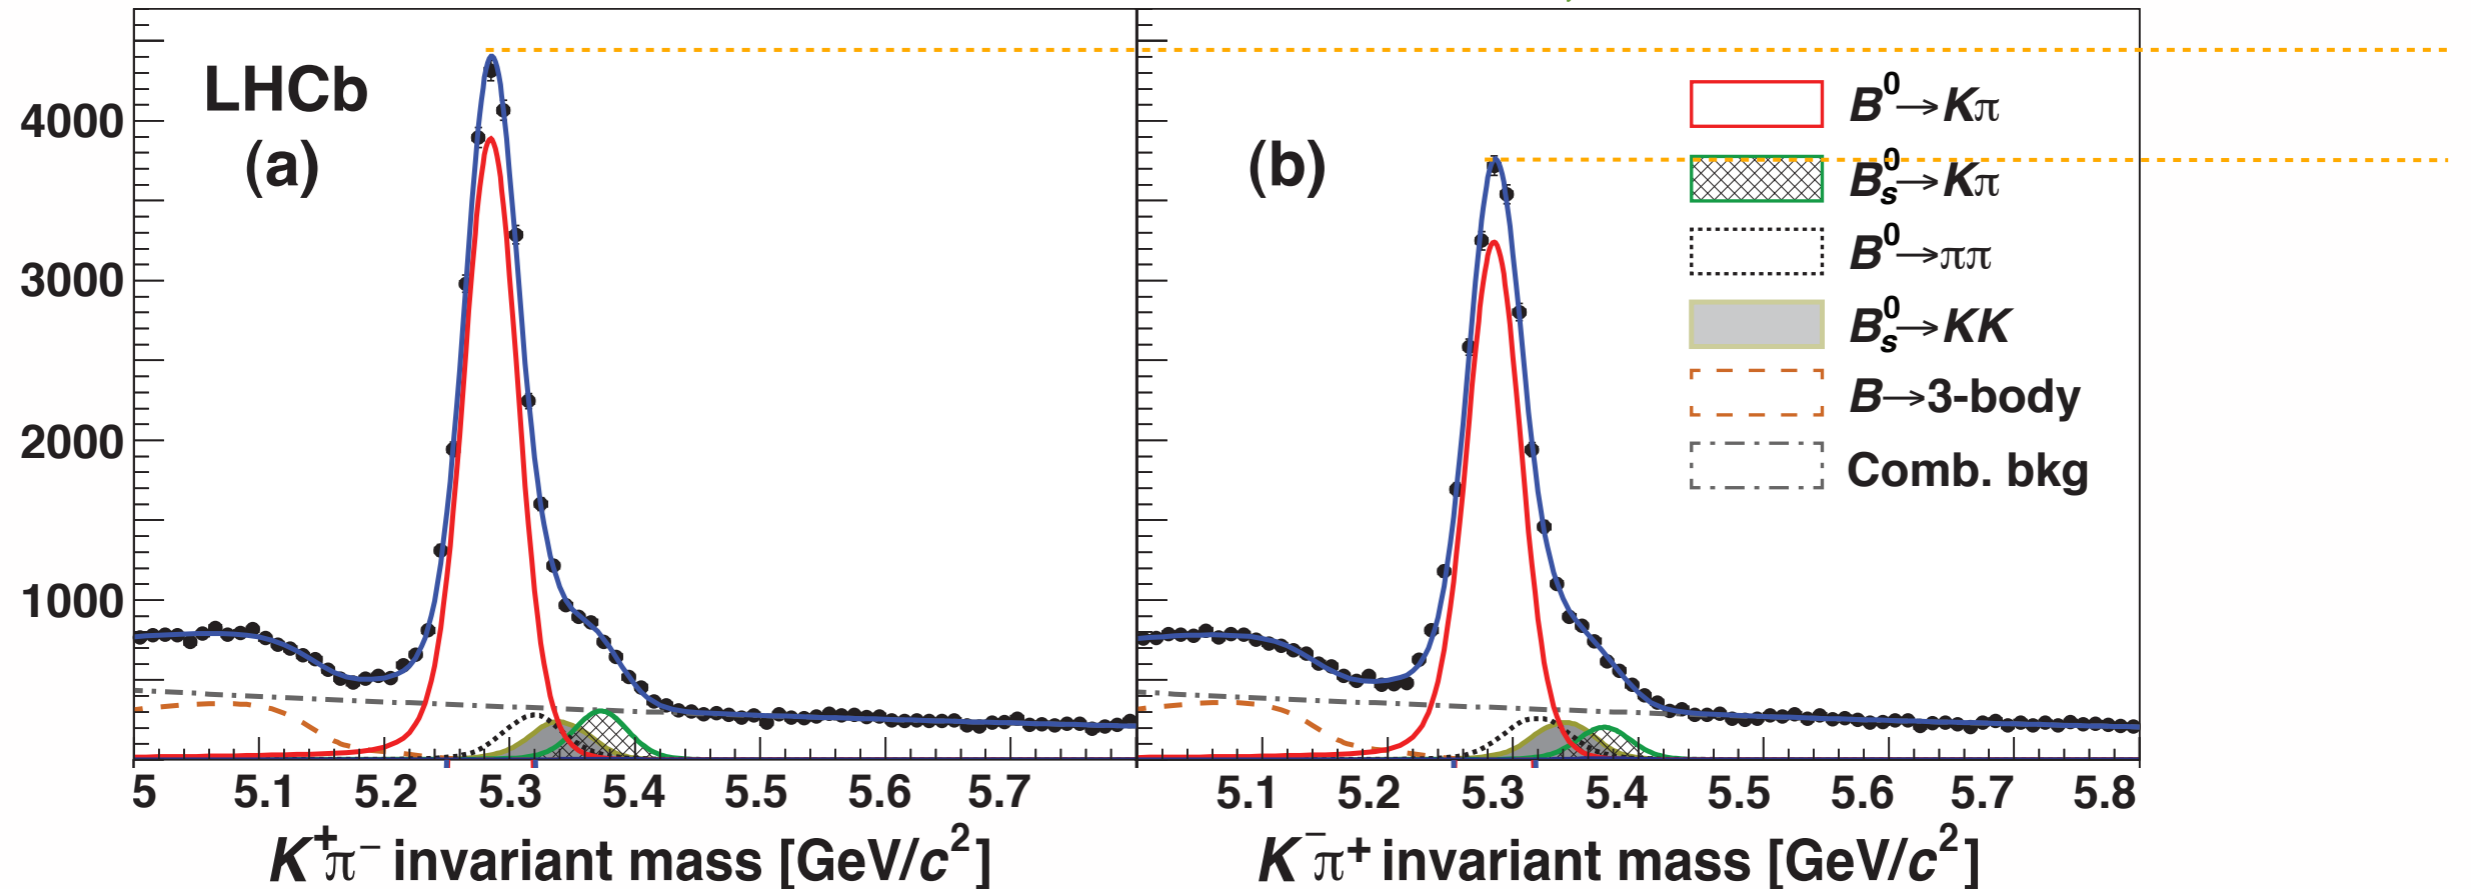 LHCb
(a)
4000
3000
2000
1000
5 5.1 5.2 5.3 5.4 5.5 5.6 5.7
K⁺π⁻ invariant mass [GeV/c²]
(b)
B⁰→Kπ
B⁰ₛ→Kπ
B⁰→ππ
B⁰ₛ→KK
B→3-body
Comb. bkg
5.1 5.2 5.3 5.4 5.5 5.6 5.7 5.8
K⁻π⁺ invariant mass [GeV/c²]